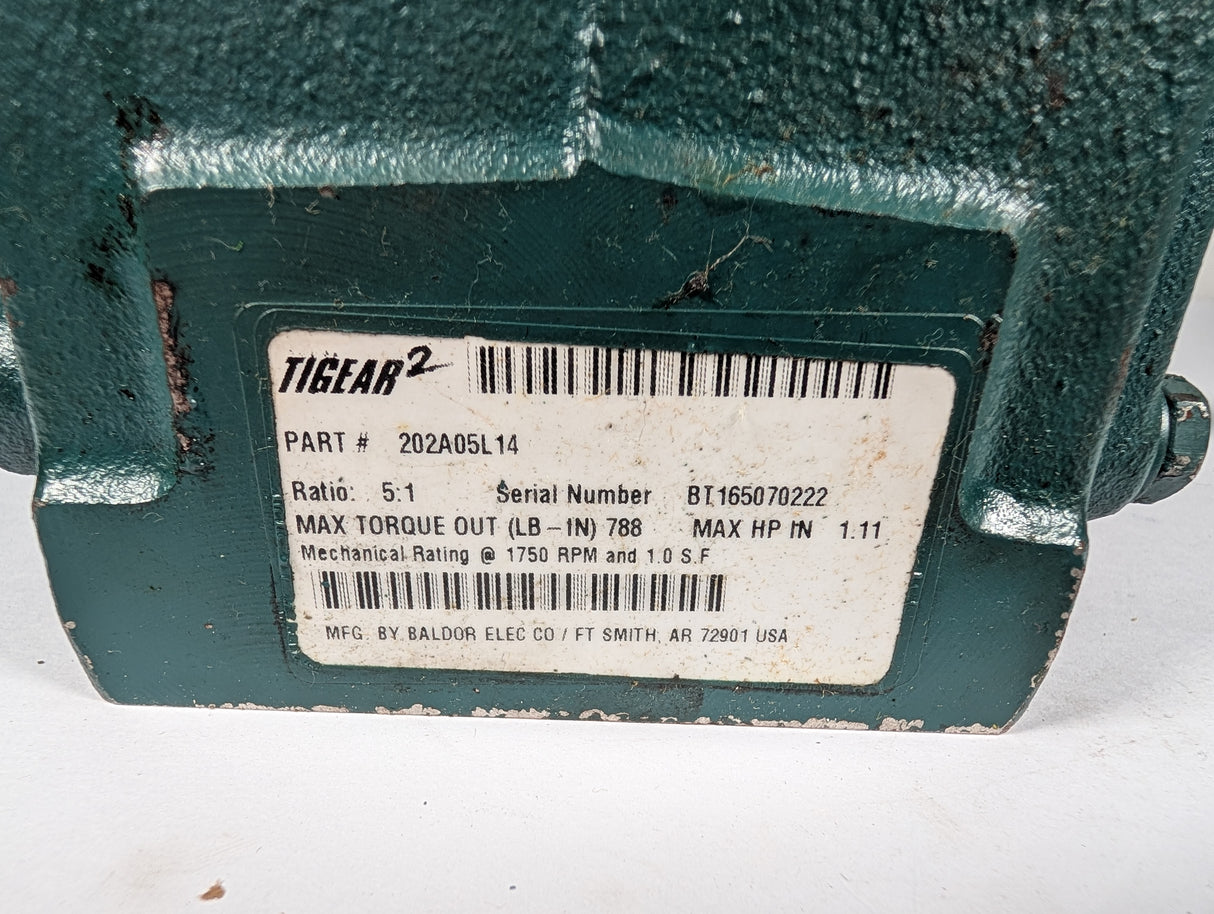 TIGEAR2
PART # 202A05L14
Ratio: 5:1 Serial Number BT165070222
MAX TORQUE OUT (LB-IN) 788 MAX HP IN 1.11
Mechanical Rating @ 1750 RPM and 1.0 S.F
MFG. BY BALDOR ELEC CO / FT SMITH, AR 72901 USA